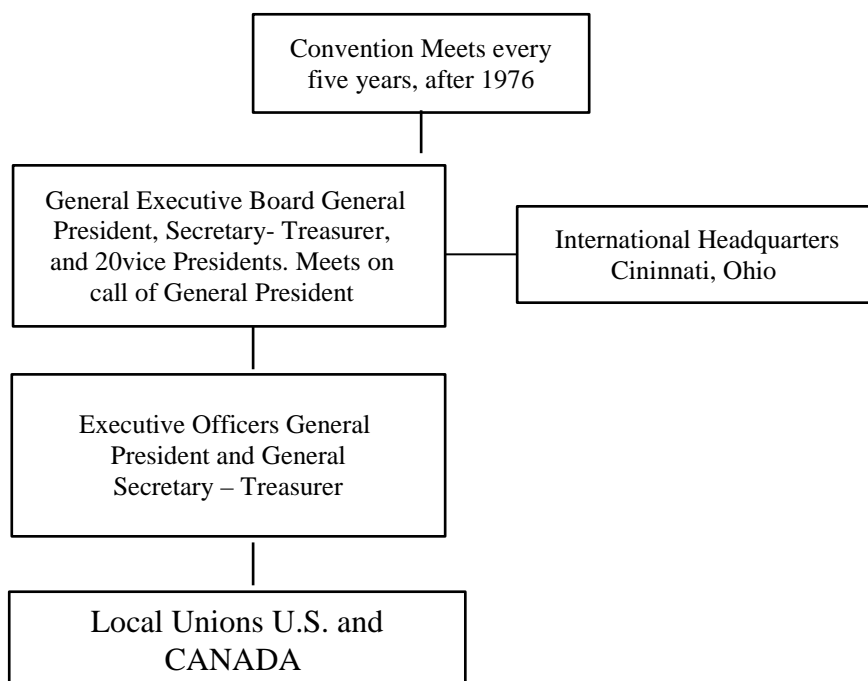 Convention Meets every
five years, after 1976
General Executive Board General
President, Secretary- Treasurer,
and 20vice Presidents. Meets on
call of General President
International Headquarters
Cininnati, Ohio
Executive Officers General
President and General
Secretary – Treasurer
Local Unions U.S. and
CANADA